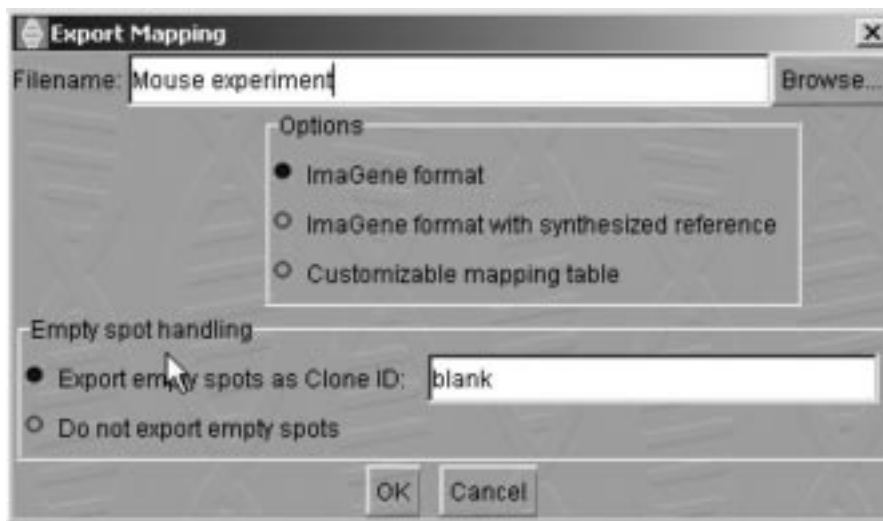 Export Mapping
Filename: Mouse experiment Browse...
Options
ImaGene format
ImaGene format with synthesized reference
Customizable mapping table
Empty spot handling
Export empty spots as Clone ID: blank
Do not export empty spots
OK Cancel